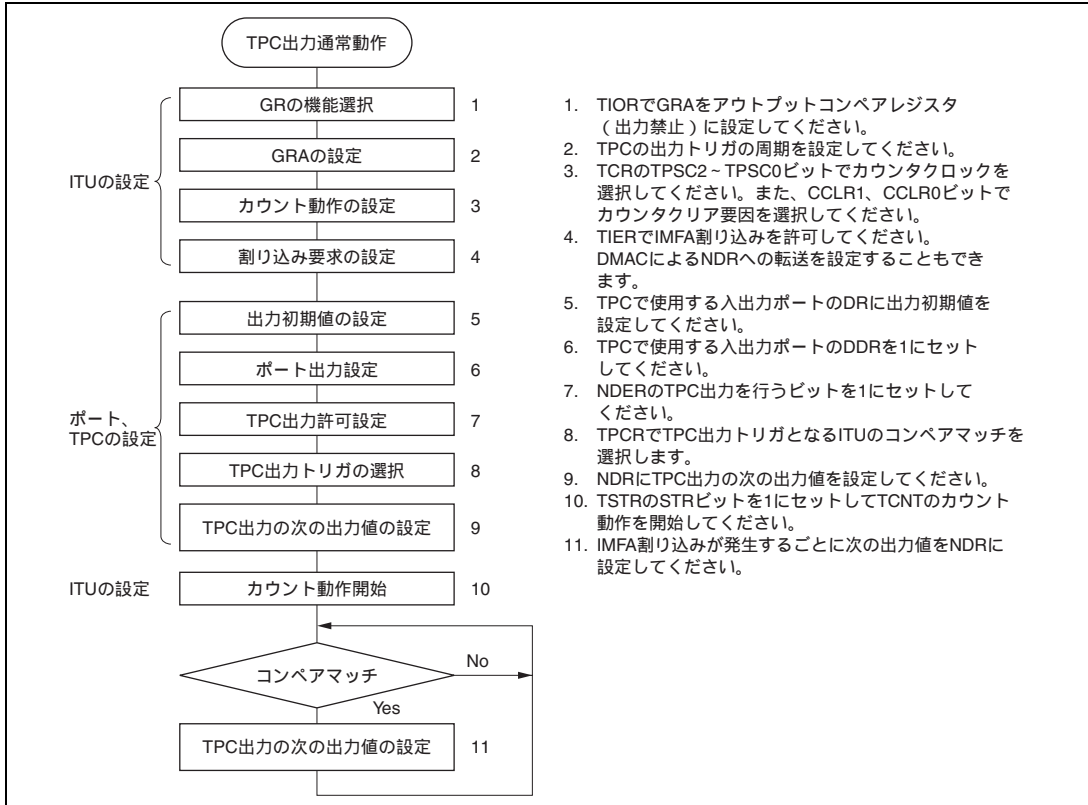 TPC出力通常動作
ITUの設定
GRの機能選択 1
GRAの設定 2
カウント動作の設定 3
割り込み要求の設定 4
ポート、
TPCの設定
出力初期値の設定 5
ポート出力設定 6
TPC出力許可設定 7
TPC出力トリガの選択 8
TPC出力の次の出力値の設定 9
ITUの設定
カウント動作開始 10
コンペアマッチ
No
Yes
TPC出力の次の出力値の設定 11
1. TIORでGRAをアウトプットコンペアレジスタ
（出力禁止）に設定してください。
2. TPCの出力トリガの周期を設定してください。
3. TCRのTPSC2～TPSC0ビットでカウンタクロックを
選択してください。また、CCLR1、CCLR0ビットで
カウンタクリア要因を選択してください。
4. TIERでIMFA割り込みを許可してください。
DMACによるNDRへの転送を設定することもでき
ます。
5. TPCで使用する入出力ポートのDRに出力初期値を
設定してください。
6. TPCで使用する入出力ポートのDDRを1にセット
してください。
7. NDERのTPC出力を行うビットを1にセットして
ください。
8. TPCRでTPC出力トリガとなるITUのコンペアマッチを
選択します。
9. NDRにTPC出力の次の出力値を設定してください。
10. TSTRのSTRビットを1にセットしてTCNTのカウント
動作を開始してください。
11. IMFA割り込みが発生するごとに次の出力値をNDRに
設定してください。